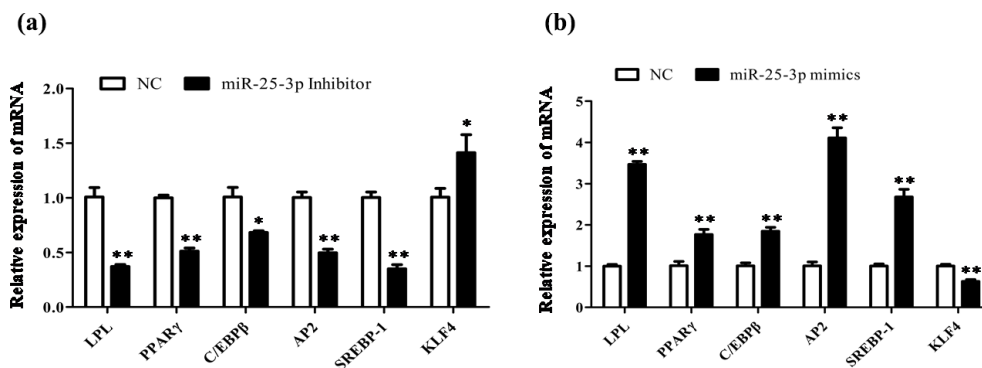 (a)
NC miR-25-3p Inhibitor
Relative expression of mRNA
2.0
1.5
1.0
0.5
0.0
**
**
*
**
**
*
LPL
PPARγ
C/EBPβ
AP2
SREBP-1
KLF4
(b)
NC miR-25-3p mimics
Relative expression of mRNA
5
4
3
2
1
0
**
**
**
**
**
**
LPL
PPARγ
C/EBPβ
AP2
SREBP-1
KLF4